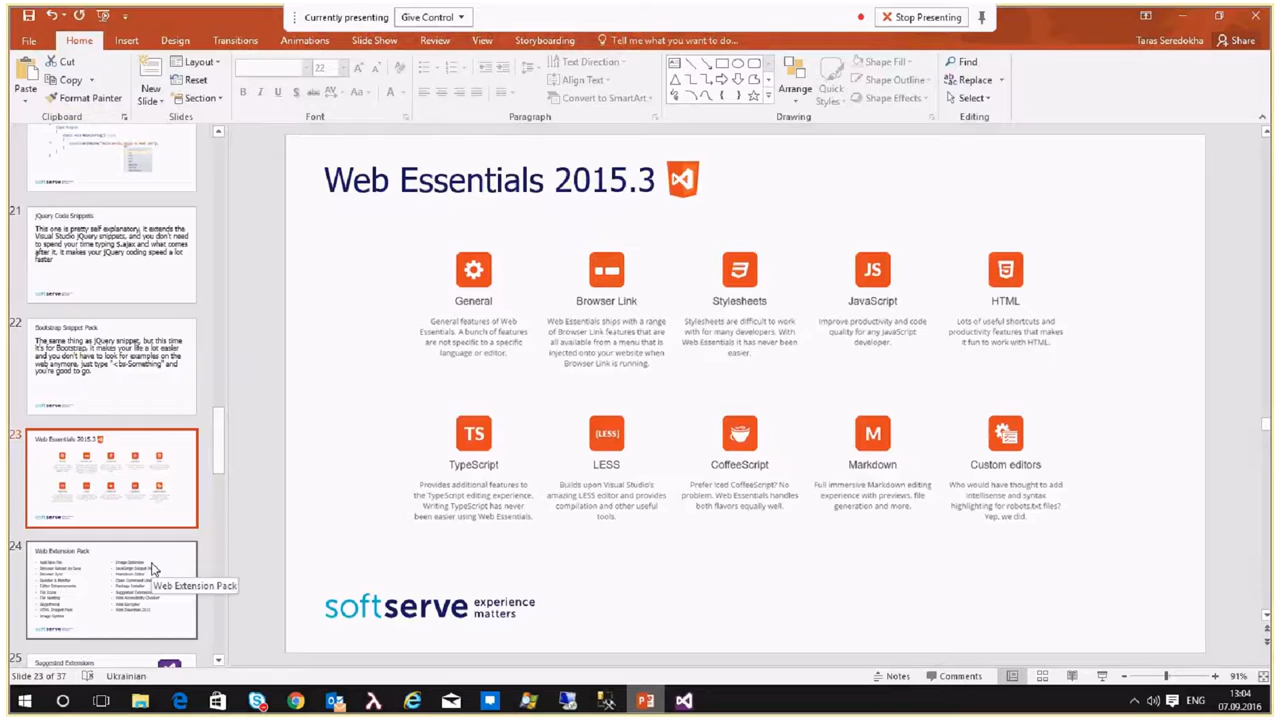 Currently presenting
Give Control
Stop Presenting
File
Home
Insert
Design
Transitions
Animations
Slide Show
Review
View
Storyboarding
Tell me what you want to do...
Taras Seredokha
Share
Paste
Cut
Copy
Format Painter
Clipboard
New
Slide
Layout
Reset
Section
Slides
22
B I U S abc AV Aa A
Font
Text Direction
Align Text
Convert to SmartArt
Paragraph
Arrange
Quick
Styles
Shape Fill
Shape Outline
Shape Effects
Drawing
Find
Replace
Select
Editing
softserve
21
jQuery Code Snippets
This one is pretty self explanatory, it extends the
Visual Studio jQuery snippets, and you don't need
to spend your time typing $.ajax and what comes
after it. It makes your jQuery coding speed a lot
faster
softserve
22
Bootstrap Snippet Pack
The same thing as jQuery snippet, but this time
it's for Bootstrap. It makes your life a lot easier
and you don't have to look for examples on the
web anymore, just type "<bs-Something" and
you're good to go.
softserve
23
Web Essentials 2015.3
softserve
24
Web Extension Pack
softserve
Web Extension Pack
25
Suggested Extensions
Web Essentials 2015.3
General
General features of Web
Essentials. A bunch of features
are not specific to a specific
language or editor.
Browser Link
Web Essentials ships with a range
of Browser Link features that are
all available from a menu that is
injected onto your website when
Browser Link is running.
Stylesheets
Stylesheets are difficult to work
with for many developers. With
Web Essentials it has never been
easier.
JS
JavaScript
Improve productivity and code
quality for any JavaScript
developer.
HTML
Lots of useful shortcuts and
productivity features that makes
it fun to work with HTML.
TS
TypeScript
Provides additional features to
the TypeScript editing experience.
Writing TypeScript has never
been easier using Web Essentials.
{LESS}
LESS
Builds upon Visual Studio's
amazing LESS editor and provides
compilation and other useful
tools.
CoffeeScript
Prefer Iced CoffeeScript? No
problem. Web Essentials handles
both flavors equally well.
M
Markdown
Full immersive Markdown editing
experience with previews, file
generation and more.
Custom editors
Who would have thought to add
intellisense and syntax
highlighting for robots.txt files?
Yep, we did.
softserve experience
matters
Slide 23 of 37
Ukrainian
Notes
Comments
91%
ENG
13:04
07.09.2016